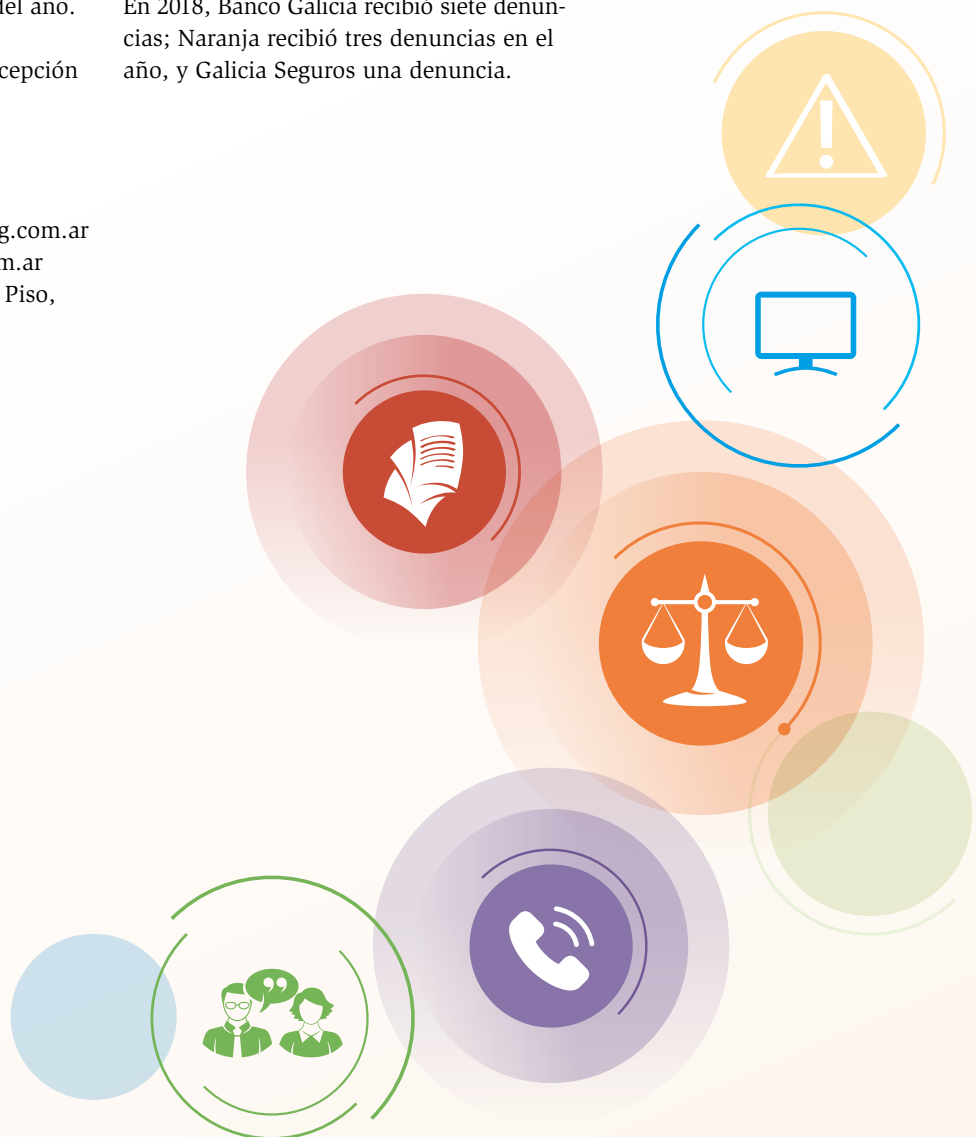 del año.
cepción
g.com.ar
m.ar
Piso,
En 2018, Banco Galicia recibió siete denun-
cias; Naranja recibió tres denuncias en el
año, y Galicia Seguros una denuncia.